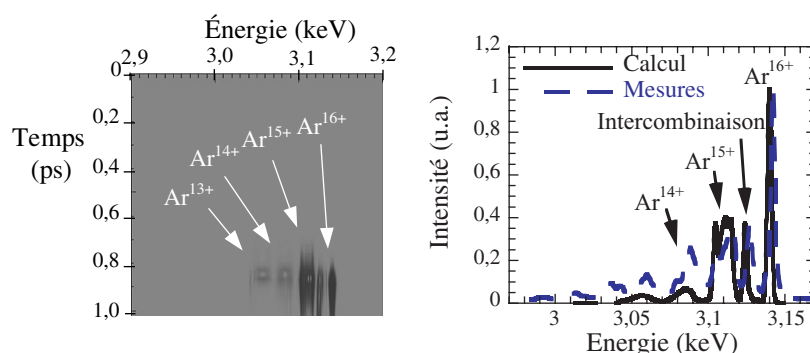 Énergie (keV)
2,9 3,0 3,1 3,2
0
0,2
0,4
0,6
0,8
1,0
Temps
(ps)
Ar13+
Ar14+
Ar15+
Ar16+
1,2
1
0,8
0,6
0,4
0,2
0
Intensité (u.a.)
Calcul
Mesures
Ar16+
Intercombinaison
Ar15+
Ar14+
3 3,05 3,11 3,15
Energie (keV)